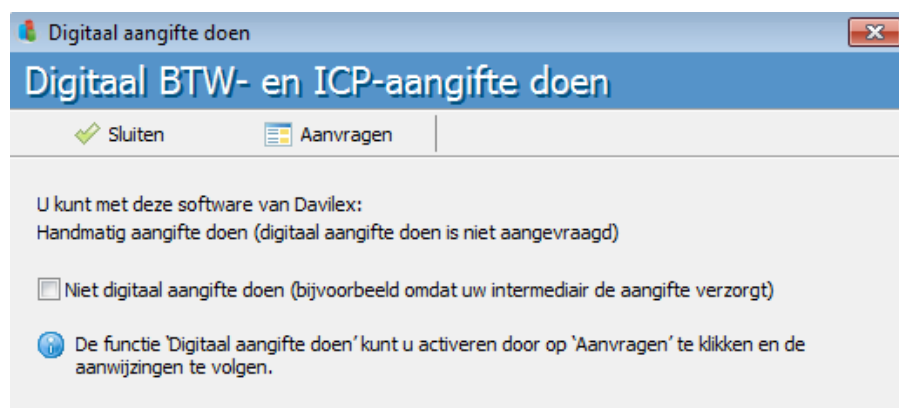 Digitaal aangifte doen
Digitaal BTW- en ICP-aangifte doen
Sluiten Aanvragen
U kunt met deze software van Davilex:
Handmatig aangifte doen (digitaal aangifte doen is niet aangevraagd)
Niet digitaal aangifte doen (bijvoorbeeld omdat uw intermediair de aangifte verzorgt)
De functie ‘Digitaal aangifte doen’ kunt u activeren door op ‘Aanvragen’ te klikken en de
aanwijzingen te volgen.